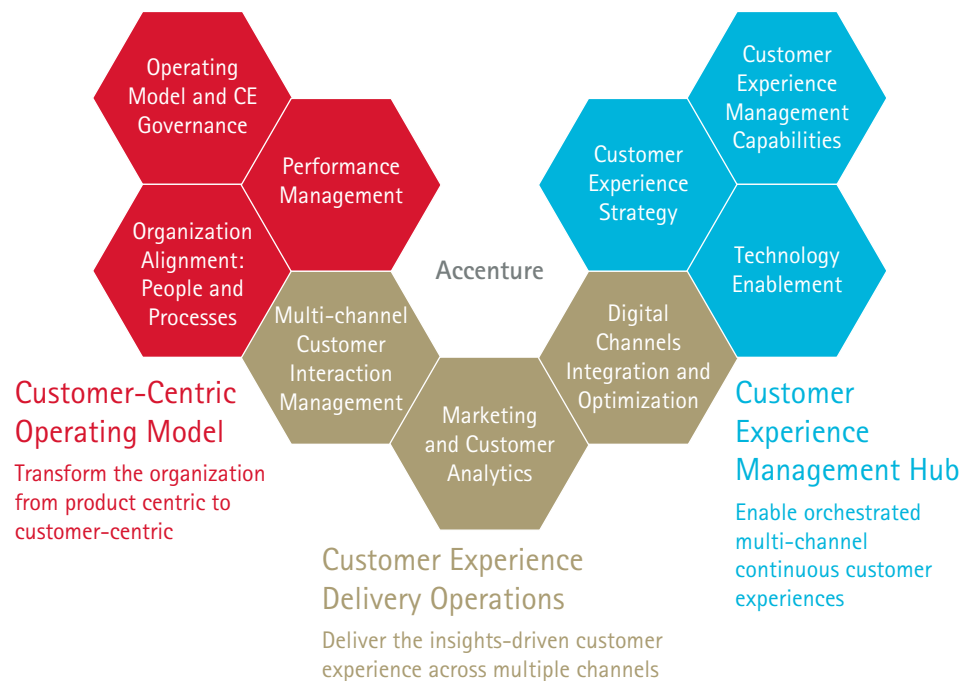 Operating
Model and CE
Governance
Performance
Management
Organization
Alignment:
People and
Processes
Customer
Experience
Management
Capabilities
Customer
Experience
Strategy
Technology
Enablement
Accenture
Multi-channel
Customer
Interaction
Management
Marketing
and Customer
Analytics
Digital
Channels
Integration and
Optimization
Customer-Centric
Operating Model
Transform the organization
from product centric to
customer-centric
Customer Experience
Delivery Operations
Deliver the insights-driven customer
experience across multiple channels
Customer
Experience
Management Hub
Enable orchestrated
multi-channel
continuous customer
experiences